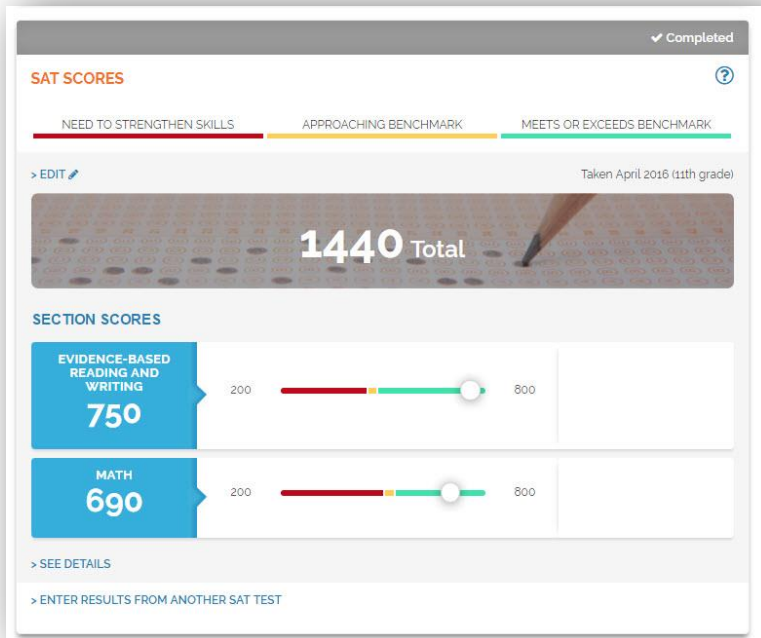 ✓ Completed
SAT SCORES
?
NEED TO STRENGTHEN SKILLS
APPROACHING BENCHMARK
MEETS OR EXCEEDS BENCHMARK
> EDIT
Taken April 2016 (11th grade)
1440 Total
SECTION SCORES
EVIDENCE-BASED
READING AND
WRITING
750
200
800
MATH
690
200
800
> SEE DETAILS
> ENTER RESULTS FROM ANOTHER SAT TEST